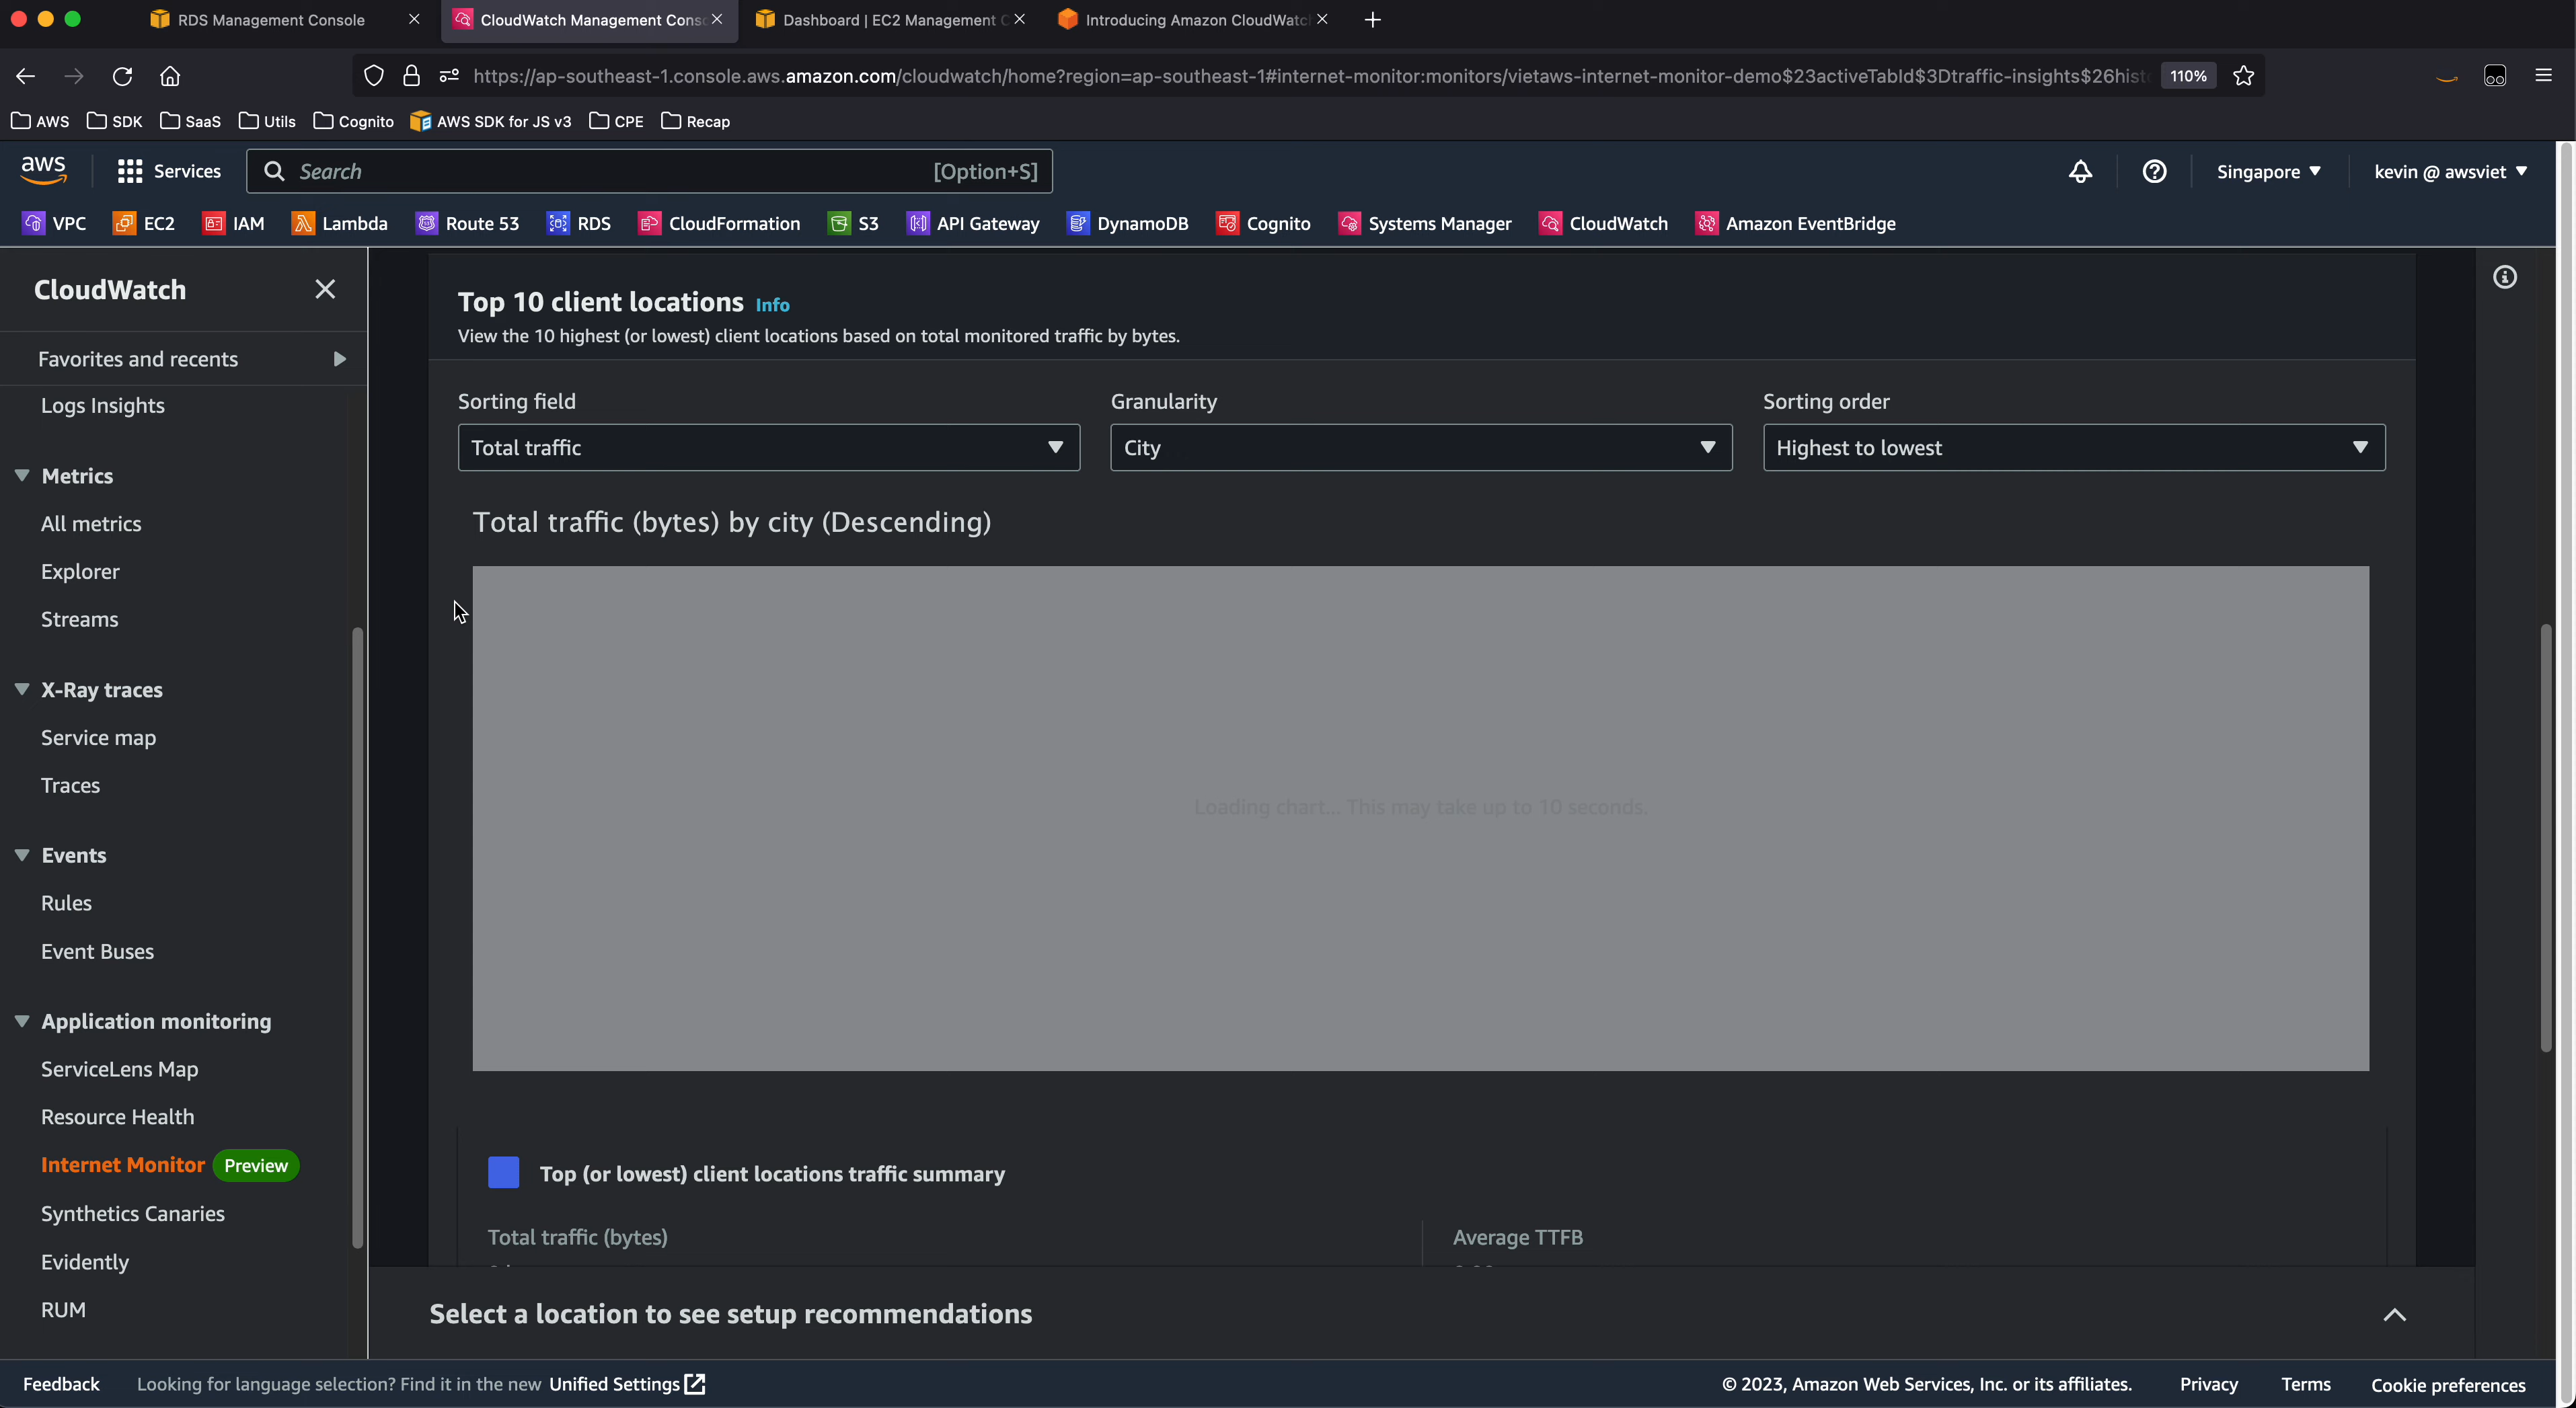 RDS Management Console
CloudWatch Management Cons
Dashboard | EC2 Management C
Introducing Amazon CloudWatc
https://ap-southeast-1.console.aws.amazon.com/cloudwatch/home?region=ap-southeast-1#internet-monitor:monitors/vietaws-internet-monitor-demo$23activeTabId$3Dtraffic-insights$26hist
110%
AWS SDK SaaS Utils Cognito AWS SDK for JS v3 CPE Recap
aws Services Search [Option+S] Singapore kevin @ awsviet
VPC EC2 IAM Lambda Route 53 RDS CloudFormation S3 API Gateway DynamoDB Cognito Systems Manager CloudWatch Amazon EventBridge
CloudWatch
Favorites and recents
Logs Insights
Metrics
All metrics
Explorer
Streams
X-Ray traces
Service map
Traces
Events
Rules
Event Buses
Application monitoring
ServiceLens Map
Resource Health
Internet Monitor Preview
Synthetics Canaries
Evidently
RUM
Top 10 client locations Info
View the 10 highest (or lowest) client locations based on total monitored traffic by bytes.
Sorting field Granularity Sorting order
Total traffic City Highest to lowest
Total traffic (bytes) by city (Descending)
Loading chart... This may take up to 10 seconds.
Top (or lowest) client locations traffic summary
Total traffic (bytes) Average TTFB
Select a location to see setup recommendations
Feedback Looking for language selection? Find it in the new Unified Settings © 2023, Amazon Web Services, Inc. or its affiliates. Privacy Terms Cookie preferences